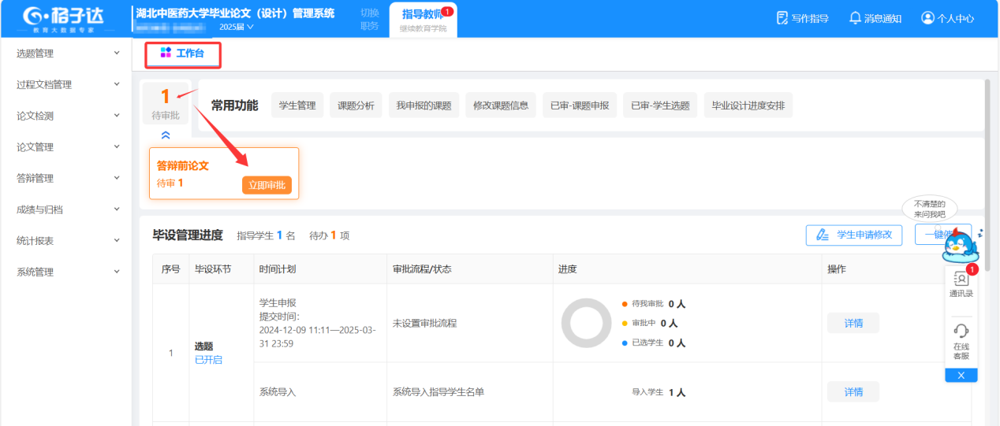 格子达
教育大数据专家
湖北中医药大学毕业论文（设计）管理系统
2025届
切换
职务
指导教师
1
继续教育学院
写作指导
消息通知
个人中心
选题管理
过程文档管理
论文检测
论文管理
答辩管理
成绩与归档
统计报表
系统管理
工作台
1
待审批
常用功能
学生管理
课题分析
我申报的课题
修改课题信息
已审-课题申报
已审-学生选题
毕业设计进度安排
答辩前论文
待审 1
立即审批
不清楚的
来问我吧
毕设管理进度
指导学生 1 名
待办 1 项
学生申请修改
序号
毕设环节
时间计划
审批流程/状态
进度
操作
1
选题
已开启
学生申报
提交时间：
2024-12-09 11:11—2025-03-
31 23:59
未设置审批流程
待我审批 0 人
审批中 0 人
已选学生 0 人
详情
系统导入
系统导入指导学生名单
导入学生 1 人
详情
1
通讯录
在线
客服
X